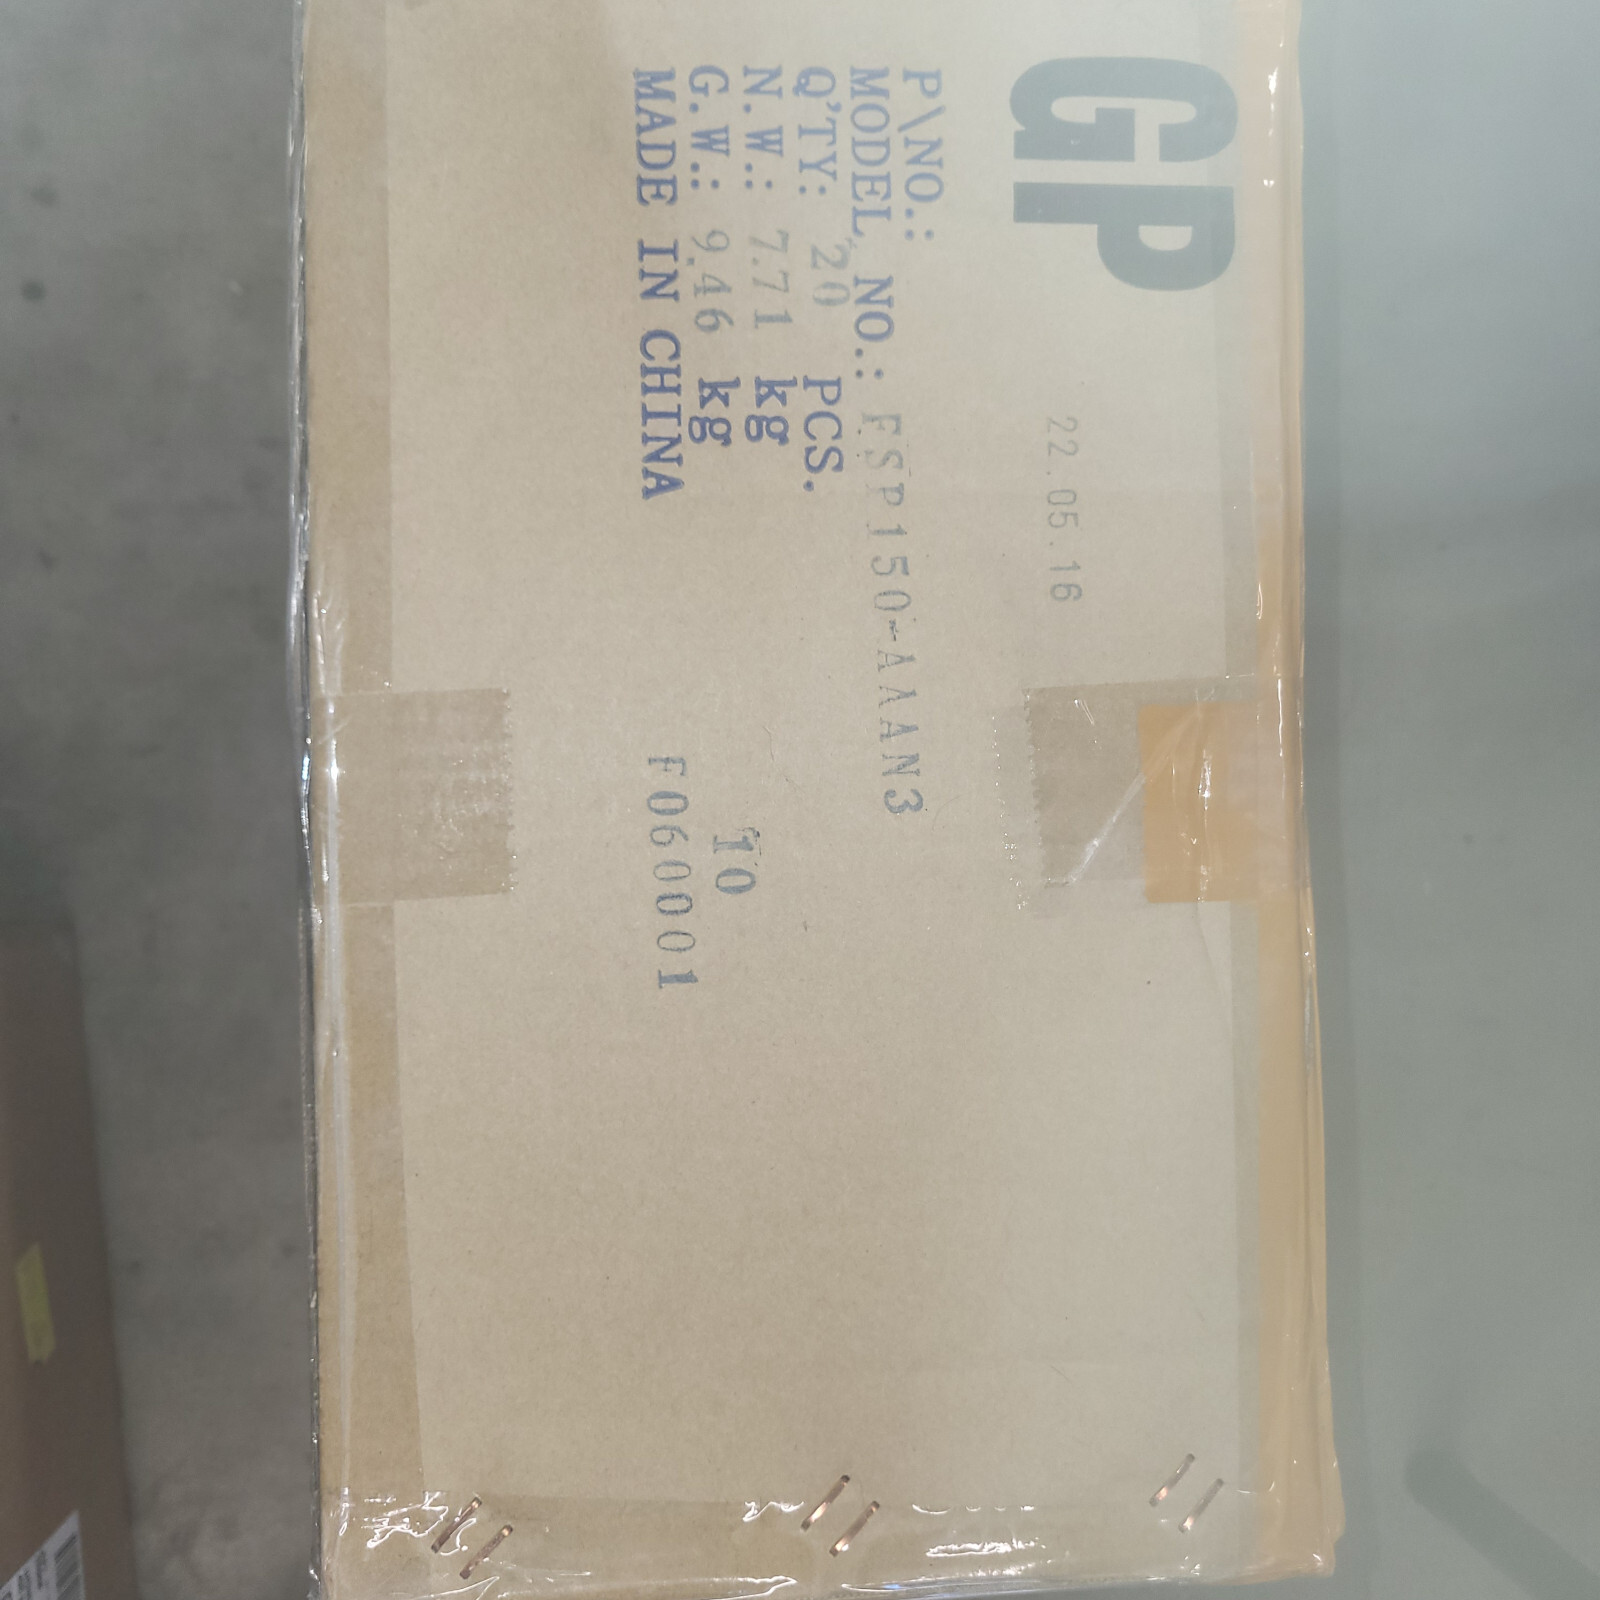 GP
22.05.16
P\NO.:
MODEL NO.: FSP150-AAAN3
Q'TY: 20 PCS.
N.W.: 7.71 kg
G.W.: 9.46 kg
MADE IN CHINA
10
F060001